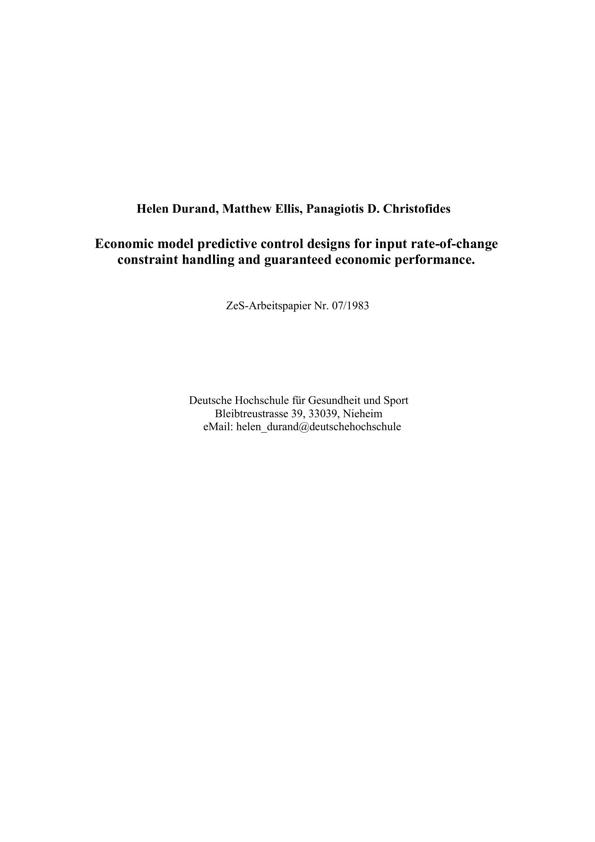 Helen Durand, Matthew Ellis, Panagiotis D. Christofides
Economic model predictive control designs for input rate-of-change
constraint handling and guaranteed economic performance.
ZeS-Arbeitspapier Nr. 07/1983
Deutsche Hochschule für Gesundheit und Sport
Bleibtreustrasse 39, 33039, Nieheim
eMail: helen_durand@deutschehochschule